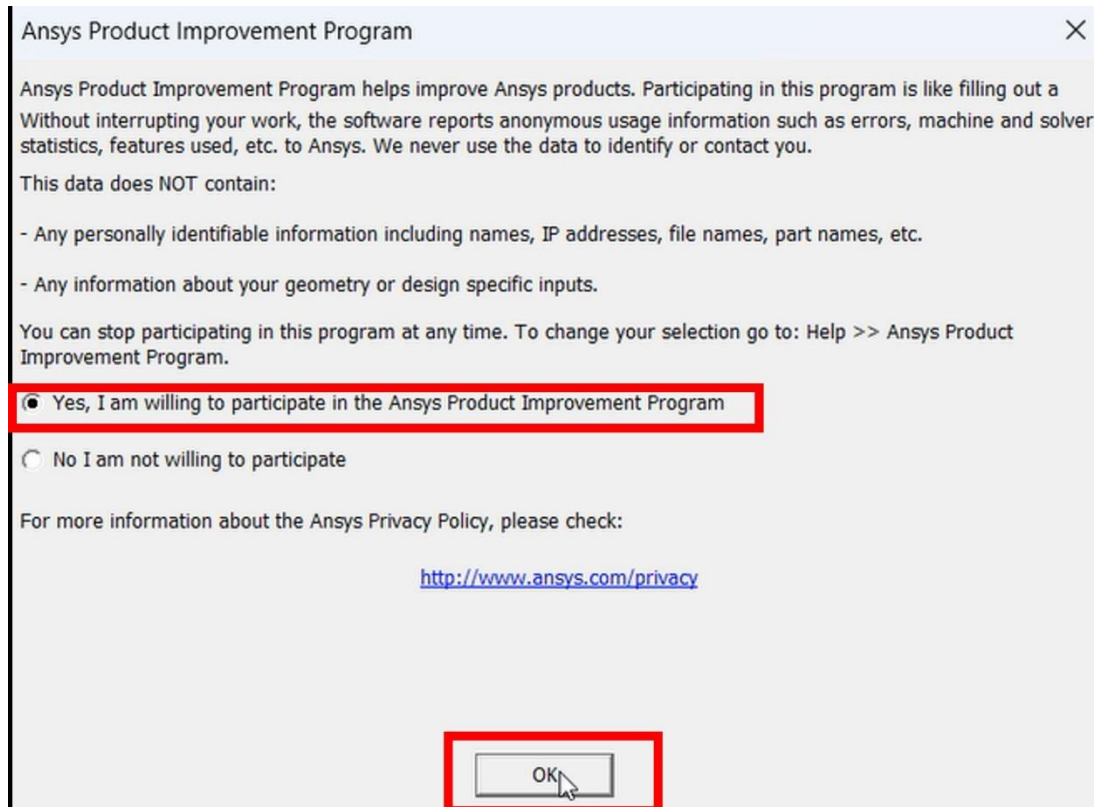 Ansys Product Improvement Program
Ansys Product Improvement Program helps improve Ansys products. Participating in this program is like filling out a
Without interrupting your work, the software reports anonymous usage information such as errors, machine and solver
statistics, features used, etc. to Ansys. We never use the data to identify or contact you.
This data does NOT contain:
- Any personally identifiable information including names, IP addresses, file names, part names, etc.
- Any information about your geometry or design specific inputs.
You can stop participating in this program at any time. To change your selection go to: Help >> Ansys Product
Improvement Program.
Yes, I am willing to participate in the Ansys Product Improvement Program
No I am not willing to participate
For more information about the Ansys Privacy Policy, please check:
http://www.ansys.com/privacy
OK